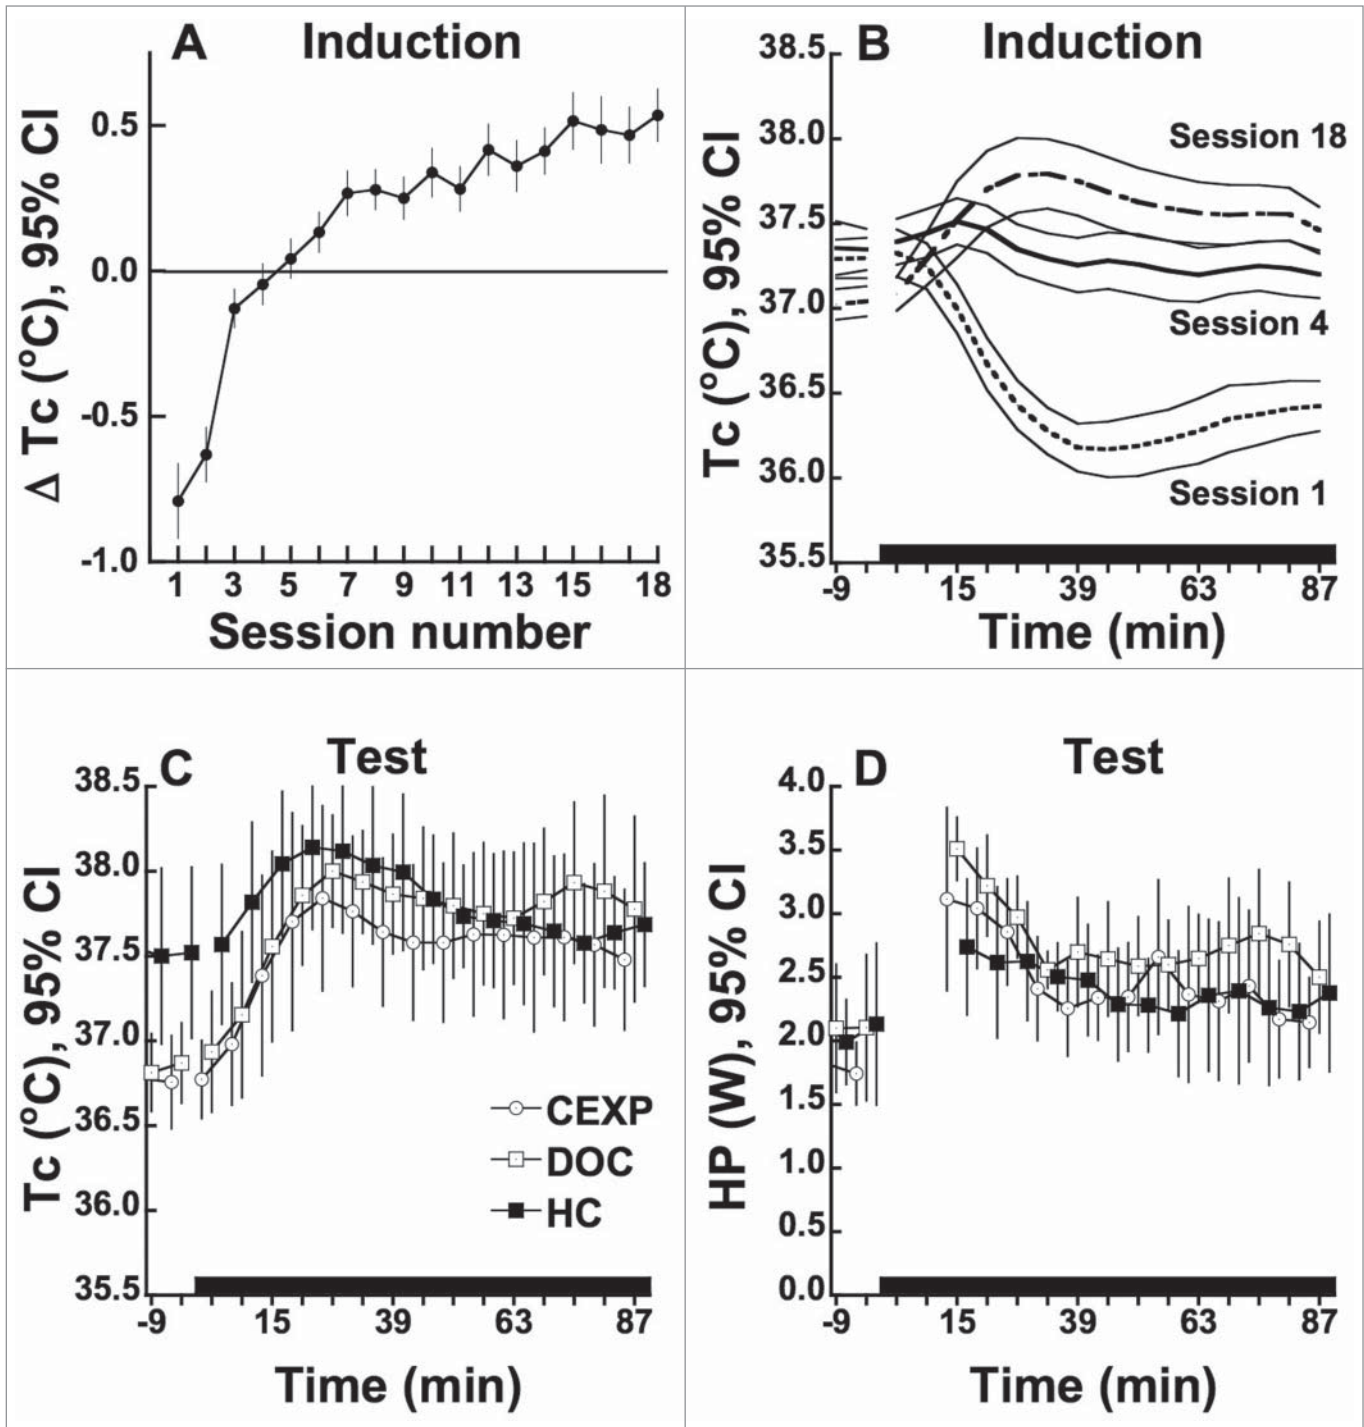 A Induction
Δ Tc (°C), 95% CI
0.5
0.0
-0.5
-1.0
1 3 5 7 9 11 13 15 18
Session number
B Induction
Tc (°C), 95% CI
38.5
38.0
37.5
37.0
36.5
36.0
35.5
Session 18
Session 4
Session 1
-9 15 39 63 87
Time (min)
C Test
Tc (°C), 95% CI
38.5
38.0
37.5
37.0
36.5
36.0
35.5
CEXP
DOC
HC
-9 15 39 63 87
Time (min)
D Test
HP (W), 95% CI
4.0
3.5
3.0
2.5
2.0
1.5
1.0
0.5
0.0
-9 15 39 63 87
Time (min)